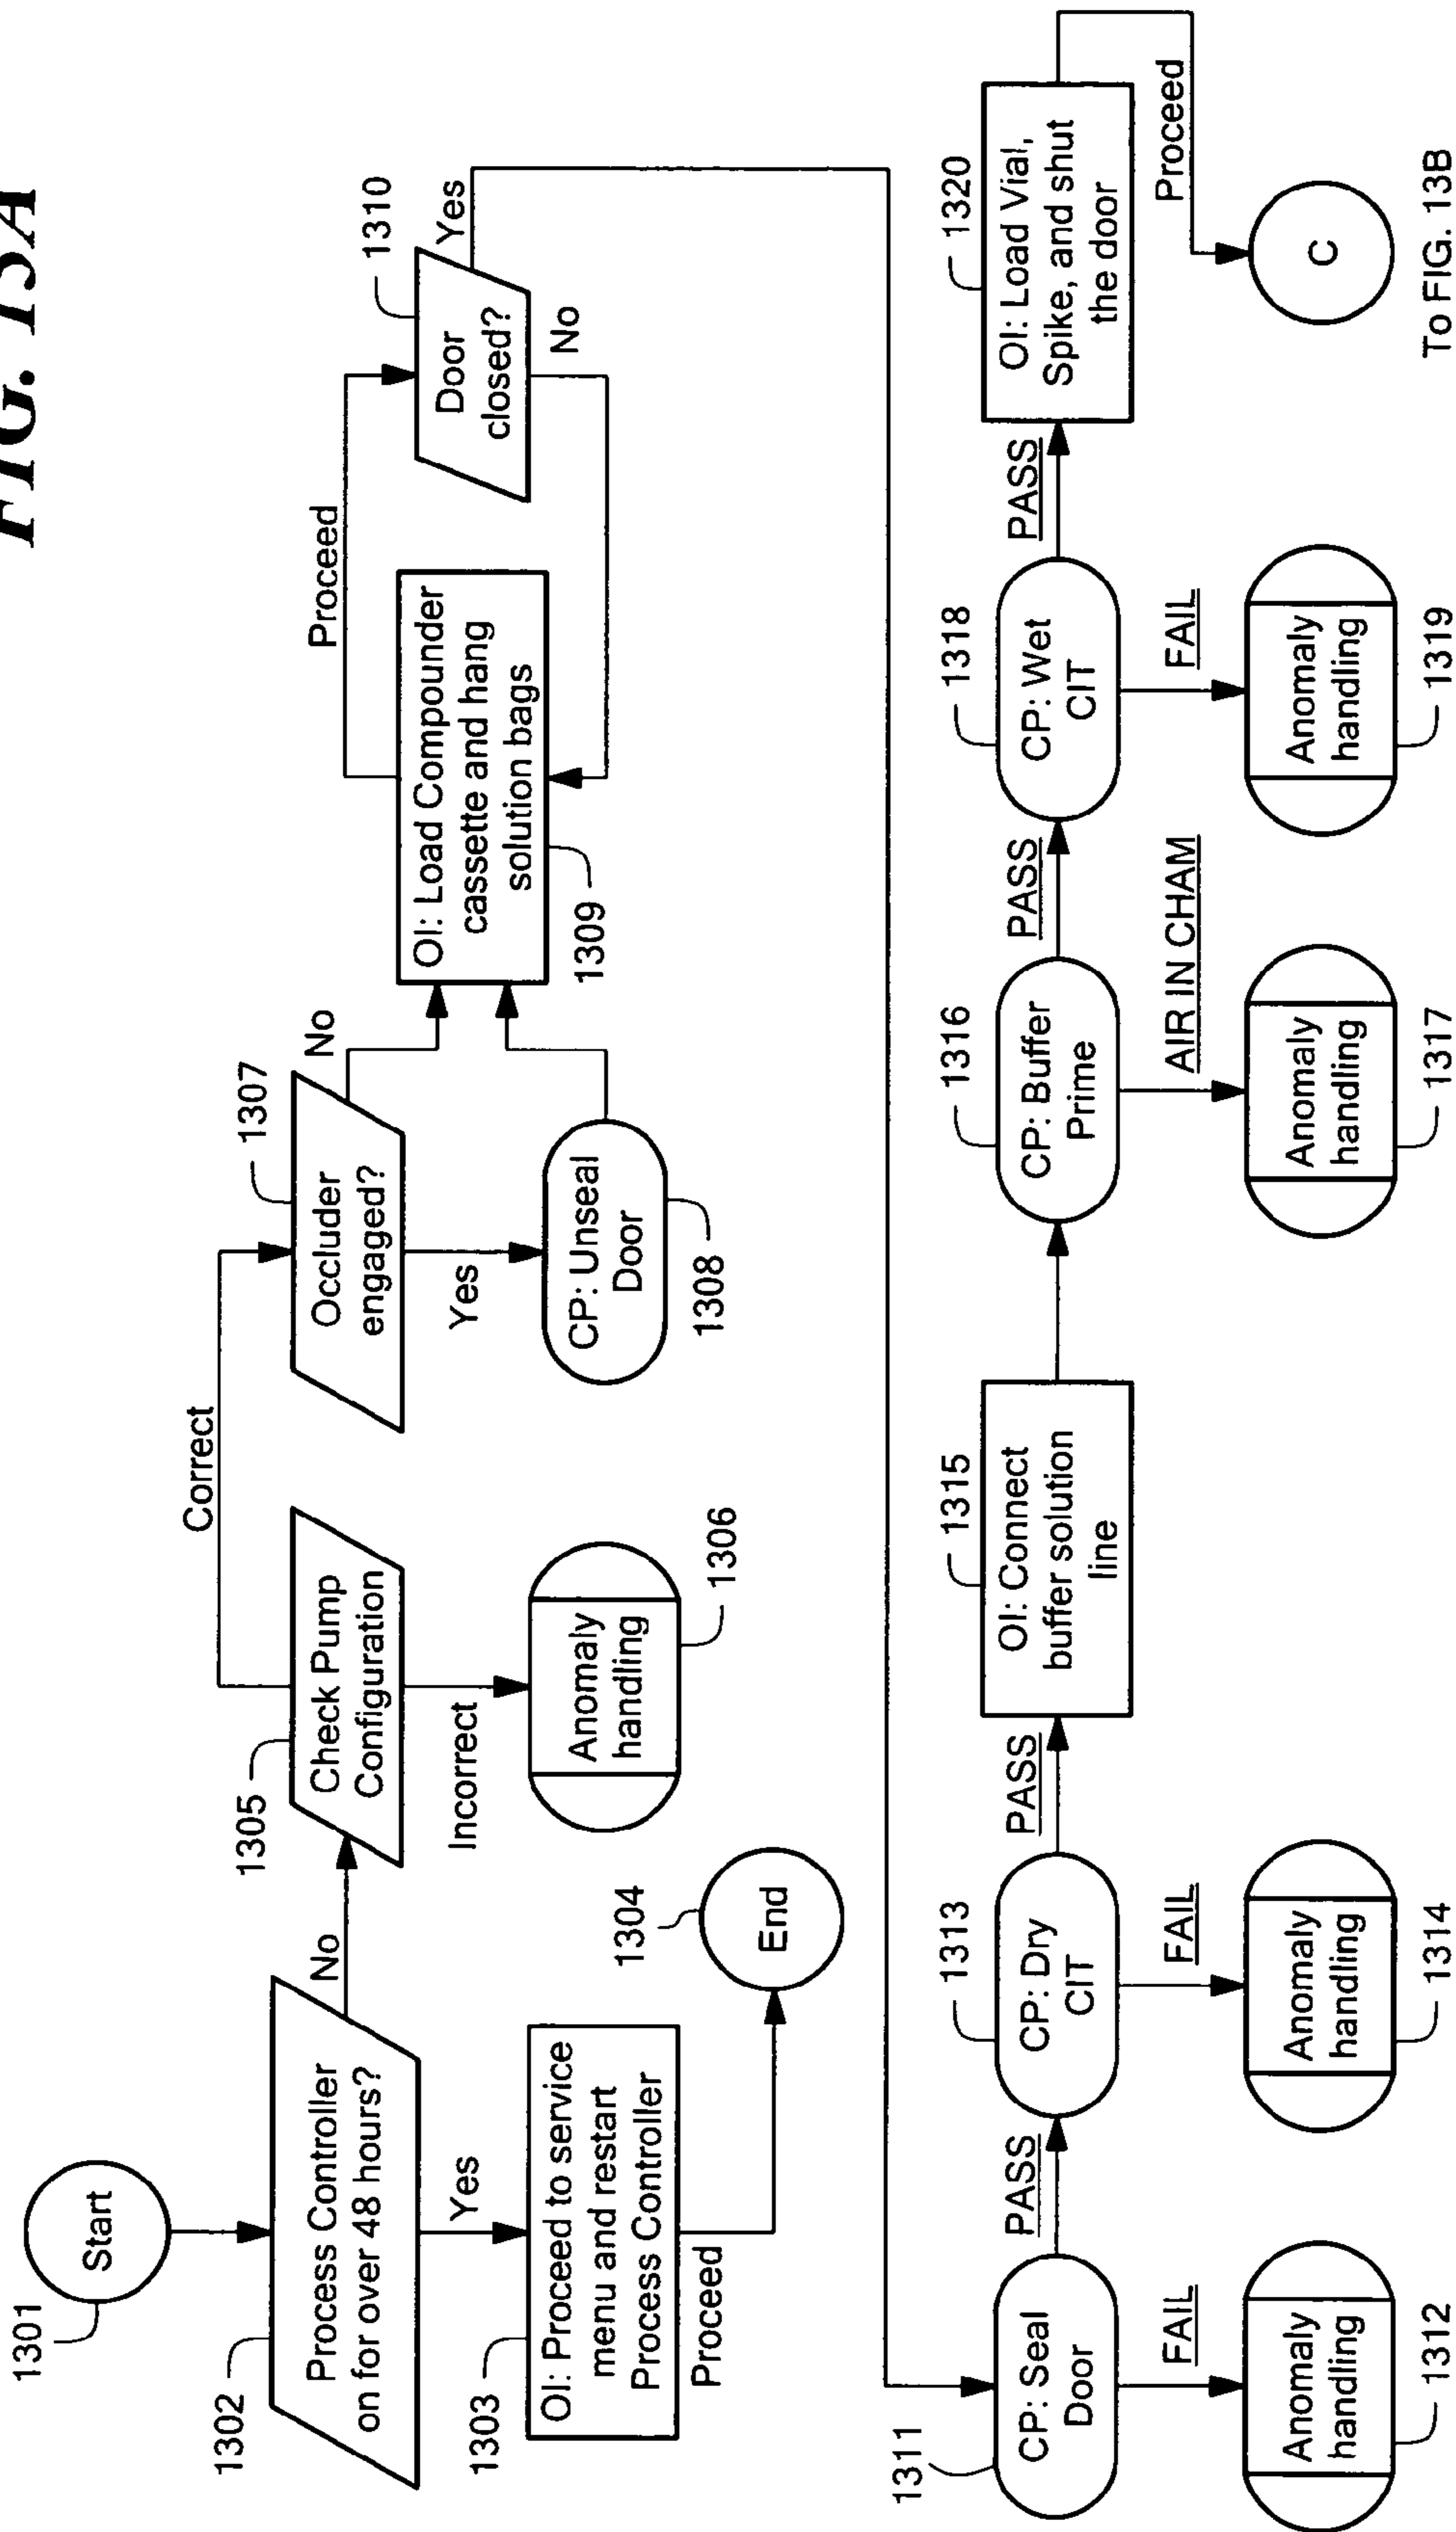 FIG. 13A
1301
Start
1302
Process Controller
on for over 48 hours?
No
Yes
1303
OI: Proceed to service
menu and restart
Process Controller
Proceed
1304
End
1305
Check Pump
Configuration
Correct
Incorrect
Anomaly
handling
1306
1307
Occluder
engaged?
No
Yes
CP: Unseal
Door
1308
OI: Load Compounder
cassette and hang
solution bags
1309
Proceed
1310
Door
closed?
Yes
No
1311
CP: Seal
Door
PASS
FAIL
Anomaly
handling
1312
1313
CP: Dry
CIT
PASS
FAIL
Anomaly
handling
1314
1315
OI: Connect
buffer solution
line
1316
CP: Buffer
Prime
PASS
AIR IN CHAM
Anomaly
handling
1317
1318
CP: Wet
CIT
PASS
FAIL
Anomaly
handling
1319
1320
OI: Load Vial,
Spike, and shut
the door
Proceed
C
To FIG. 13B